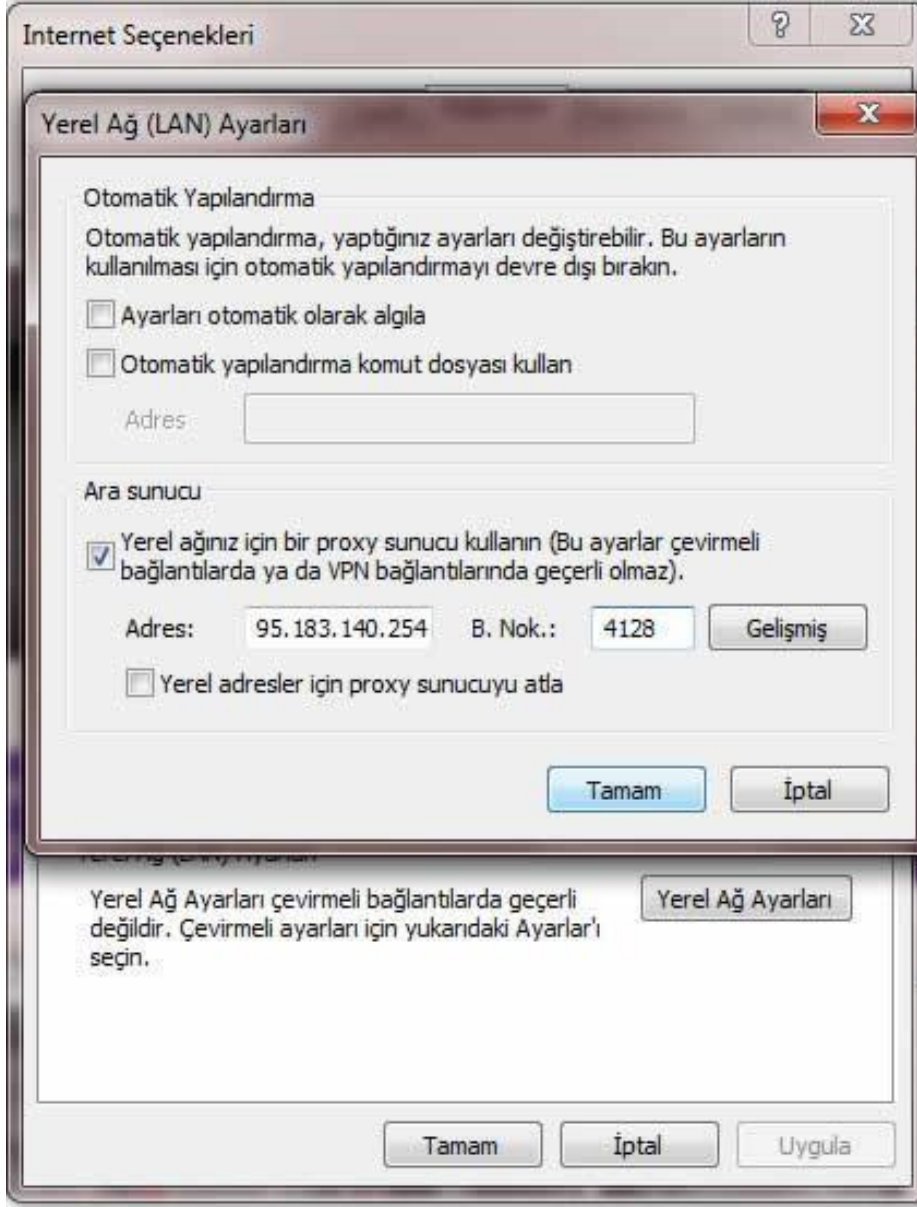 Internet Seçenekleri
Yerel Ağ (LAN) Ayarları
Otomatik Yapılandırma
Otomatik yapılandırma, yaptığınız ayarları değiştirebilir. Bu ayarların
kullanılması için otomatik yapılandırmayı devre dışı bırakın.
Ayarları otomatik olarak algıla
Otomatik yapılandırma komut dosyası kullan
Adres
Ara sunucu
Yerel ağınız için bir proxy sunucu kullanın (Bu ayarlar çevirmeli
bağlantılarda ya da VPN bağlantılarında geçerli olmaz).
Adres: 95.183.140.254 B. Nok.: 4128 Gelişmiş
Yerel adresler için proxy sunucuyu atla
Tamam İptal
Yerel Ağ (LAN) Ayarları
Yerel Ağ Ayarları çevirmeli bağlantılarda geçerli
değildir. Çevirmeli ayarları için yukarıdaki Ayarlar'ı
seçin.
Yerel Ağ Ayarları
Tamam İptal Uygula